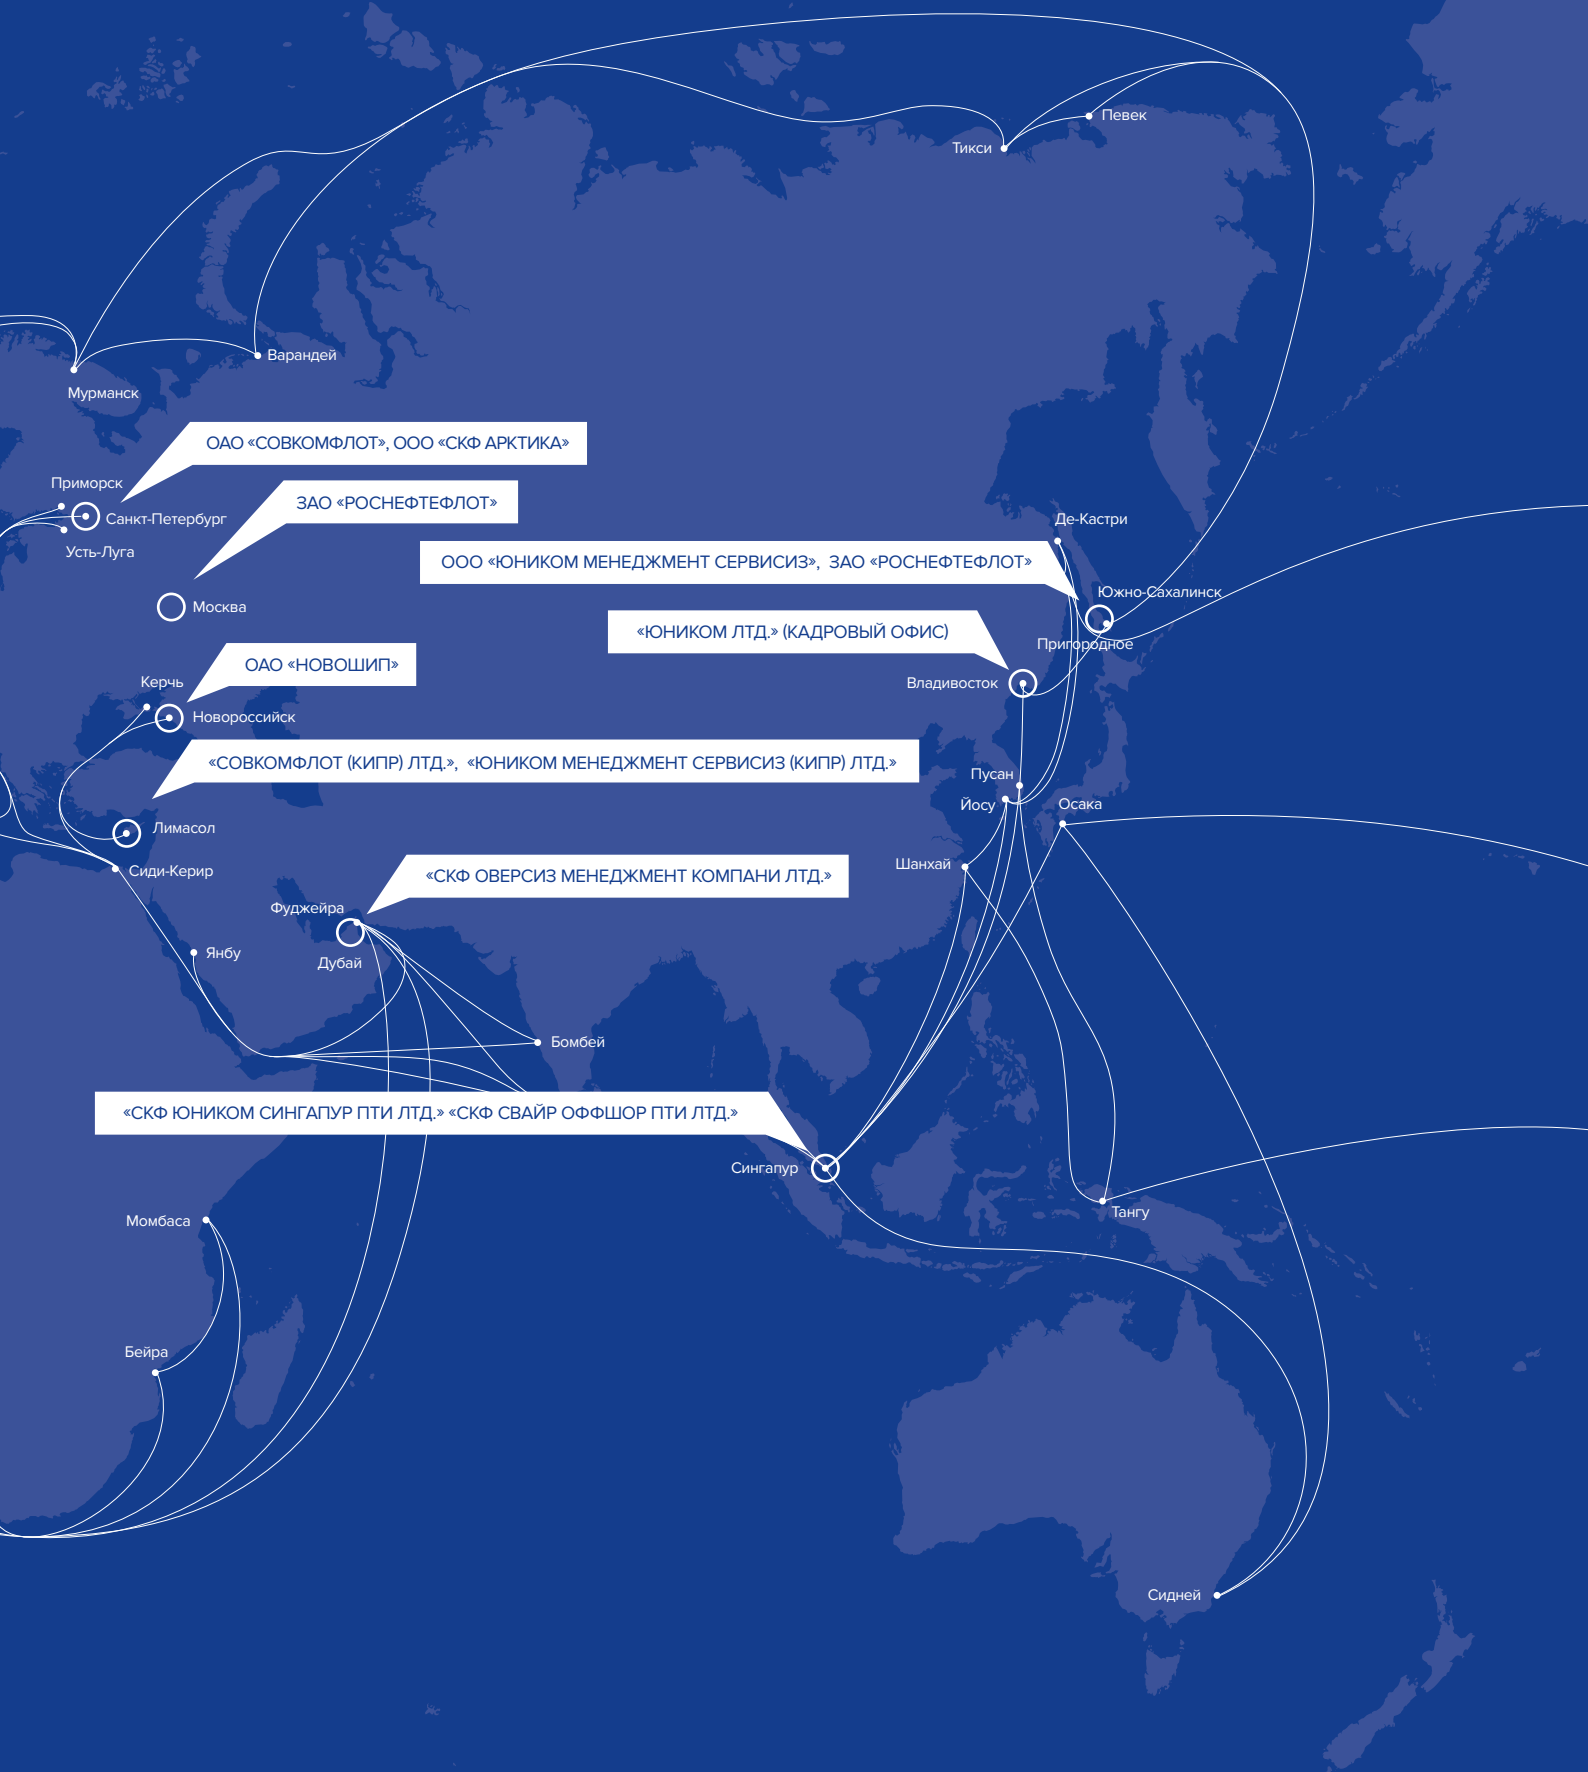 Певек
Тикси
Варандей
Мурманск
ОАО «СОВКОМФЛОТ», ООО «СКФ АРКТИКА»
Приморск
ЗАО «РОСНЕФТЕФЛОТ»
Санкт-Петербург
Де-Кастри
Усть-Луга
ООО «ЮНИКОМ МЕНЕДЖМЕНТ СЕРВИСИЗ», ЗАО «РОСНЕФТЕФЛОТ»
Южно-Сахалинск
Москва
«ЮНИКОМ ЛТД.» (КАДРОВЫЙ ОФИС)
Пригородное
ОАО «НОВОШИП»
Керчь
Владивосток
Новороссийск
«СОВКОМФЛОТ (КИПР) ЛТД.», «ЮНИКОМ МЕНЕДЖМЕНТ СЕРВИСИЗ (КИПР) ЛТД.»
Пусан
Йосу
Осака
Лимасол
Шанхай
Сиди-Керир
«СКФ ОВЕРСИЗ МЕНЕДЖМЕНТ КОМПАНИ ЛТД.»
Фуджейра
Янбу
Дубай
Бомбей
«СКФ ЮНИКОМ СИНГАПУР ПТИ ЛТД.» «СКФ СВАЙР ОФФШОР ПТИ ЛТД.»
Сингапур
Тангу
Момбаса
Бейра
Сидней